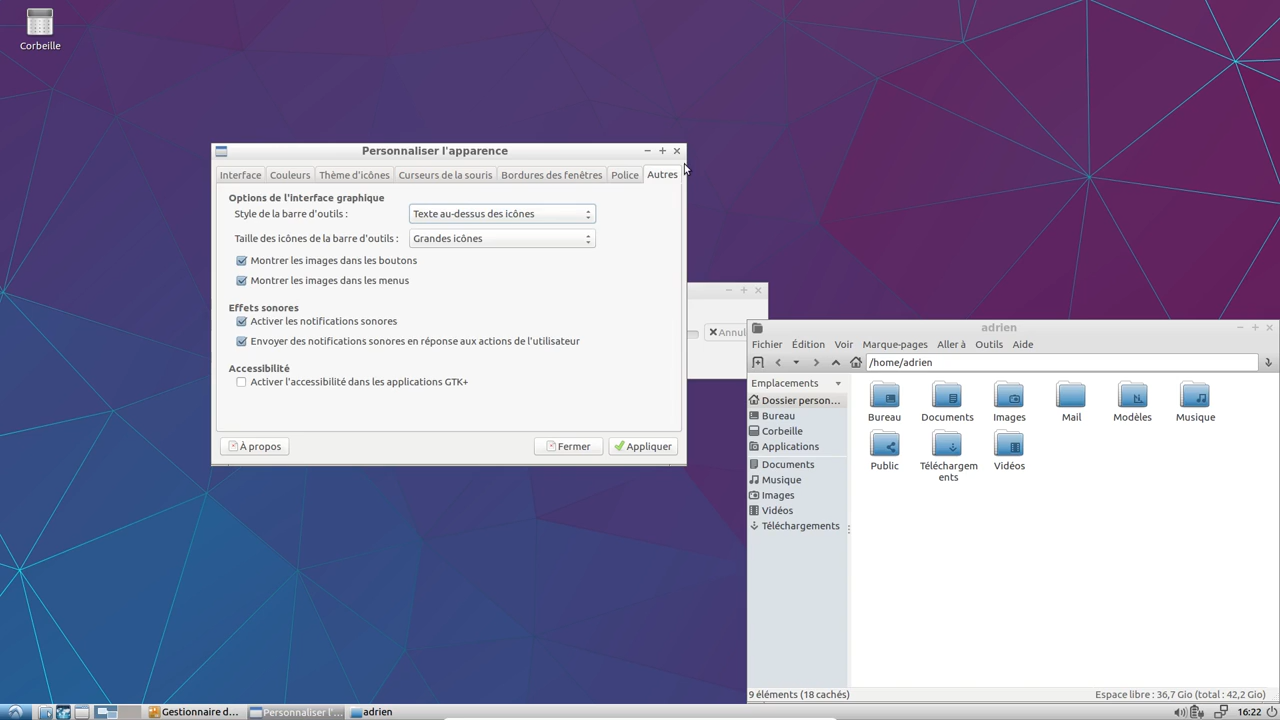 Corbeille
Personnaliser l'apparence
Interface Couleurs Thème d'icônes Curseurs de la souris Bordures des fenêtres Police Autres
Options de l'interface graphique
Style de la barre d'outils : Texte au-dessus des icônes
Taille des icônes de la barre d'outils : Grandes icônes
Montrer les images dans les boutons
Montrer les images dans les menus
Effets sonores
Activer les notifications sonores
Envoyer des notifications sonores en réponse aux actions de l'utilisateur
Accessibilité
Activer l'accessibilité dans les applications GTK+
À propos Fermer Appliquer
Annul
adrien
Fichier Édition Voir Marque-pages Aller à Outils Aide
/home/adrien
Emplacements
Dossier person...
Bureau
Corbeille
Applications
Documents
Musique
Images
Vidéos
Téléchargements
Bureau Documents Images Mail Modèles Musique
Public Téléchargem Vidéos
ents
9 éléments (18 cachés) Espace libre : 36,7 Gio (total : 42,2 Gio)
Gestionnaire d... Personnaliser l'... adrien 16:22